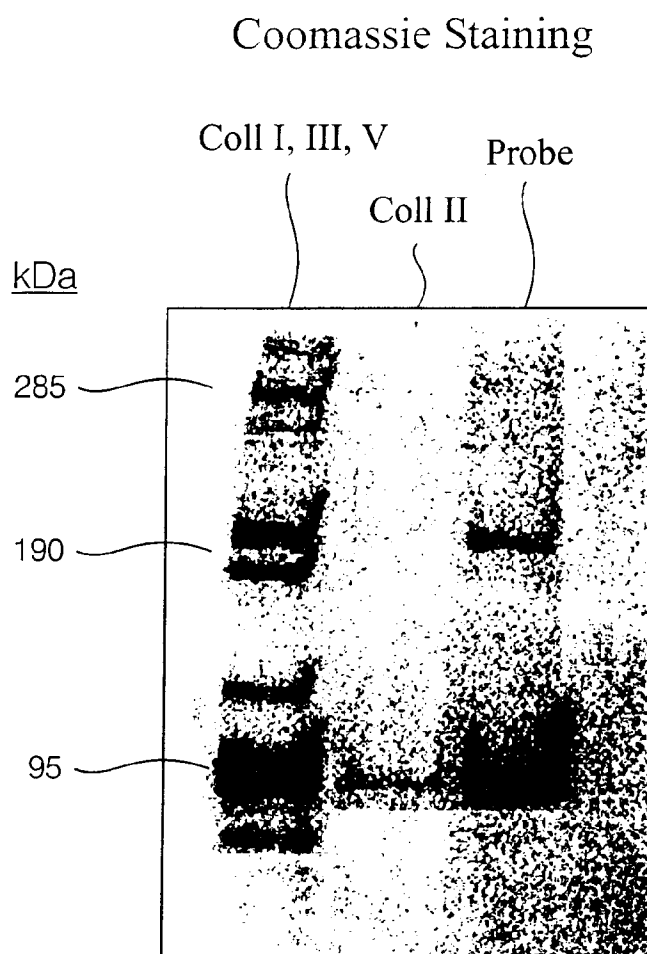 Coomassie Staining
Coll I, III, V
Probe
Coll II
kDa
285
190
95